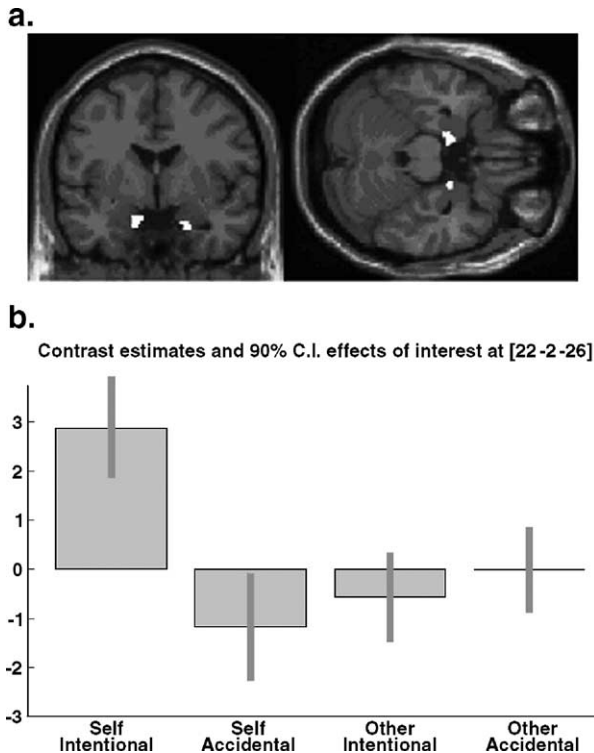 a.
b.
Contrast estimates and 90% C.I. effects of interest at [22 -2 -26]
3
2
1
0
-1
-2
-3
Self Intentional
Self Accidental
Other Intentional
Other Accidental